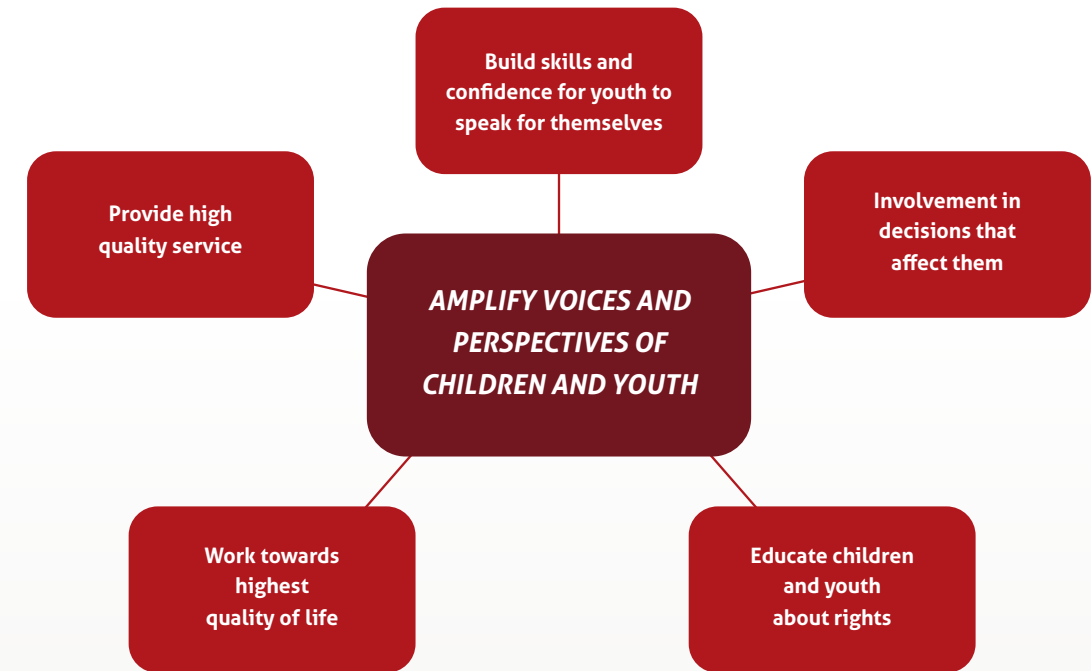 Build skills and
confidence for youth to
speak for themselves
Provide high
quality service
Involvement in
decisions that
affect them
AMPLIFY VOICES AND
PERSPECTIVES OF
CHILDREN AND YOUTH
Work towards
highest
quality of life
Educate children
and youth
about rights